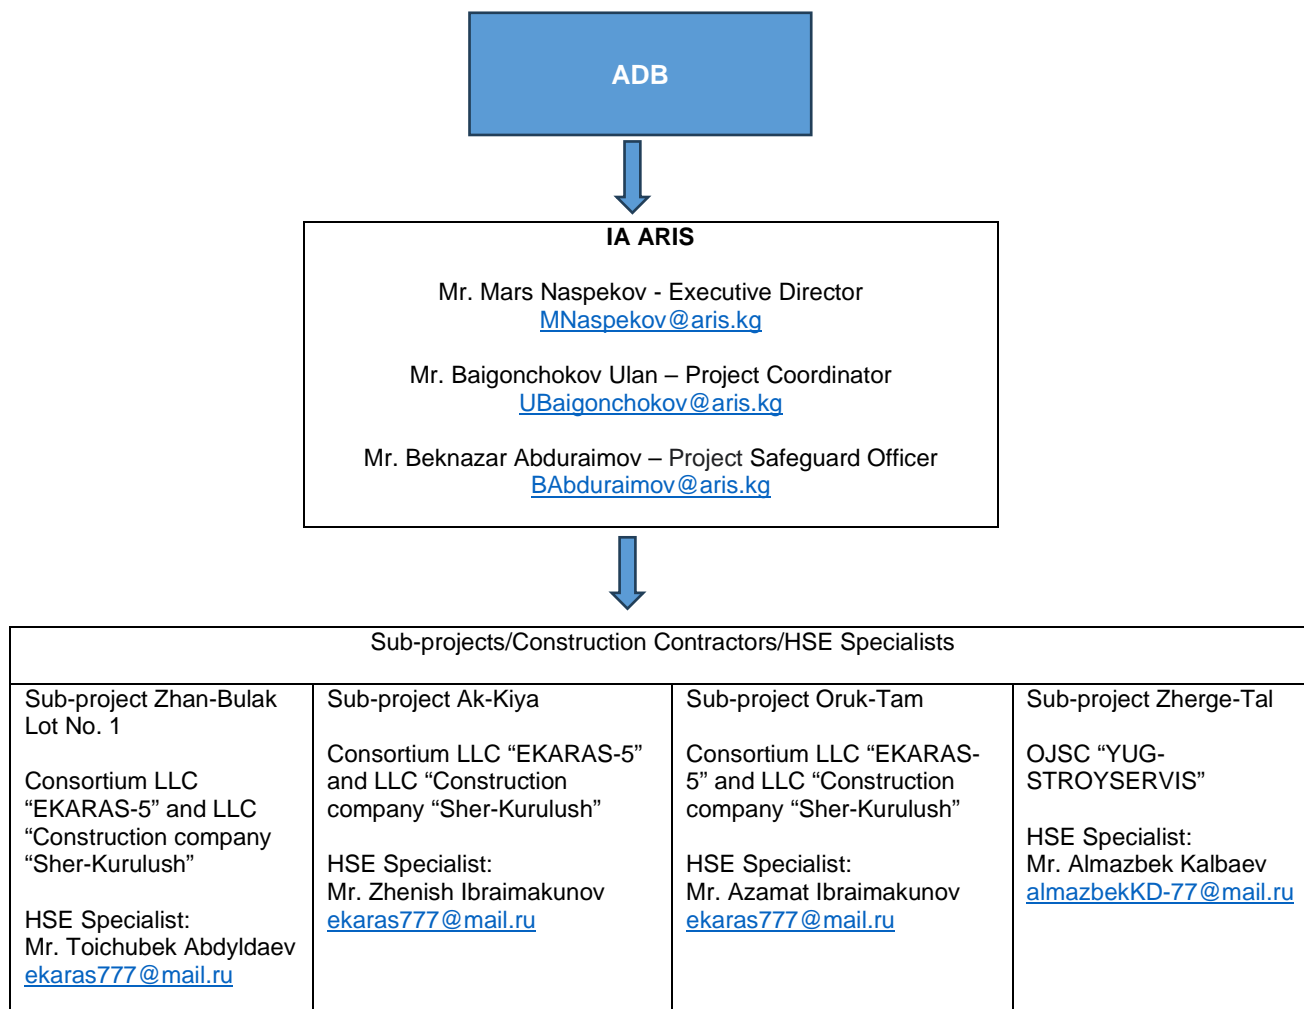 ADB
IA ARIS
Mr. Mars Naspekov - Executive Director
MNaspekov@aris.kg
Mr. Baigonchokov Ulan – Project Coordinator
UBaigonchokov@aris.kg
Mr. Beknazar Abduraimov – Project Safeguard Officer
BAbduraimov@aris.kg
Sub-projects/Construction Contractors/HSE Specialists
Sub-project Zhan-Bulak
Lot No. 1
Consortium LLC
“EKARAS-5” and LLC
“Construction company
“Sher-Kurulush”
HSE Specialist:
Mr. Toichubek Abdyldaev
ekaras777@mail.ru
Sub-project Ak-Kiya
Consortium LLC “EKARAS-5”
and LLC “Construction
company “Sher-Kurulush”
HSE Specialist:
Mr. Zhenish Ibraimakunov
ekaras777@mail.ru
Sub-project Oruk-Tam
Consortium LLC “EKARAS-
5” and LLC “Construction
company “Sher-Kurulush”
HSE Specialist:
Mr. Azamat Ibraimakunov
ekaras777@mail.ru
Sub-project Zherge-Tal
OJSC “YUG-
STROYSERVIS”
HSE Specialist:
Mr. Almazbek Kalbaev
almazbekKD-77@mail.ru